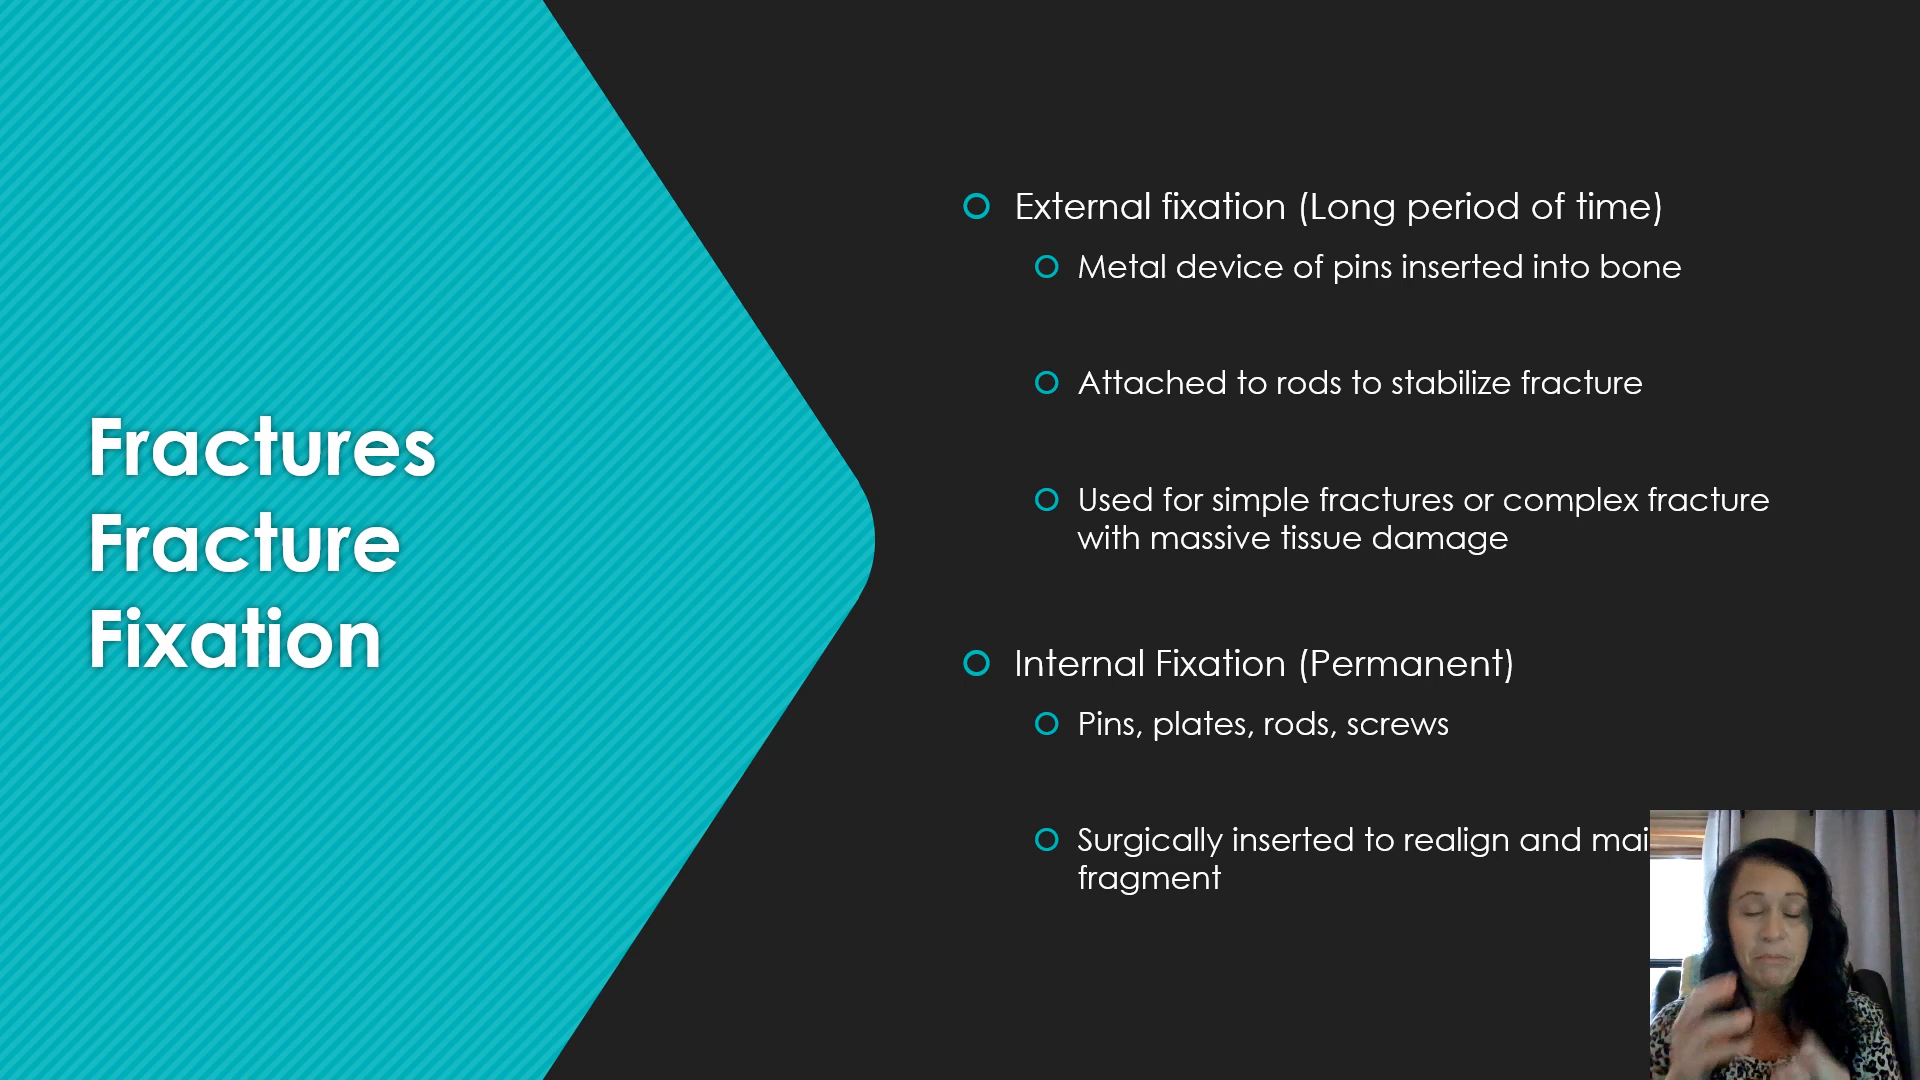 Fractures
Fracture
Fixation
External fixation (Long period of time)
Metal device of pins inserted into bone
Attached to rods to stabilize fracture
Used for simple fractures or complex fracture
with massive tissue damage
Internal Fixation (Permanent)
Pins, plates, rods, screws
Surgically inserted to realign and
fragment